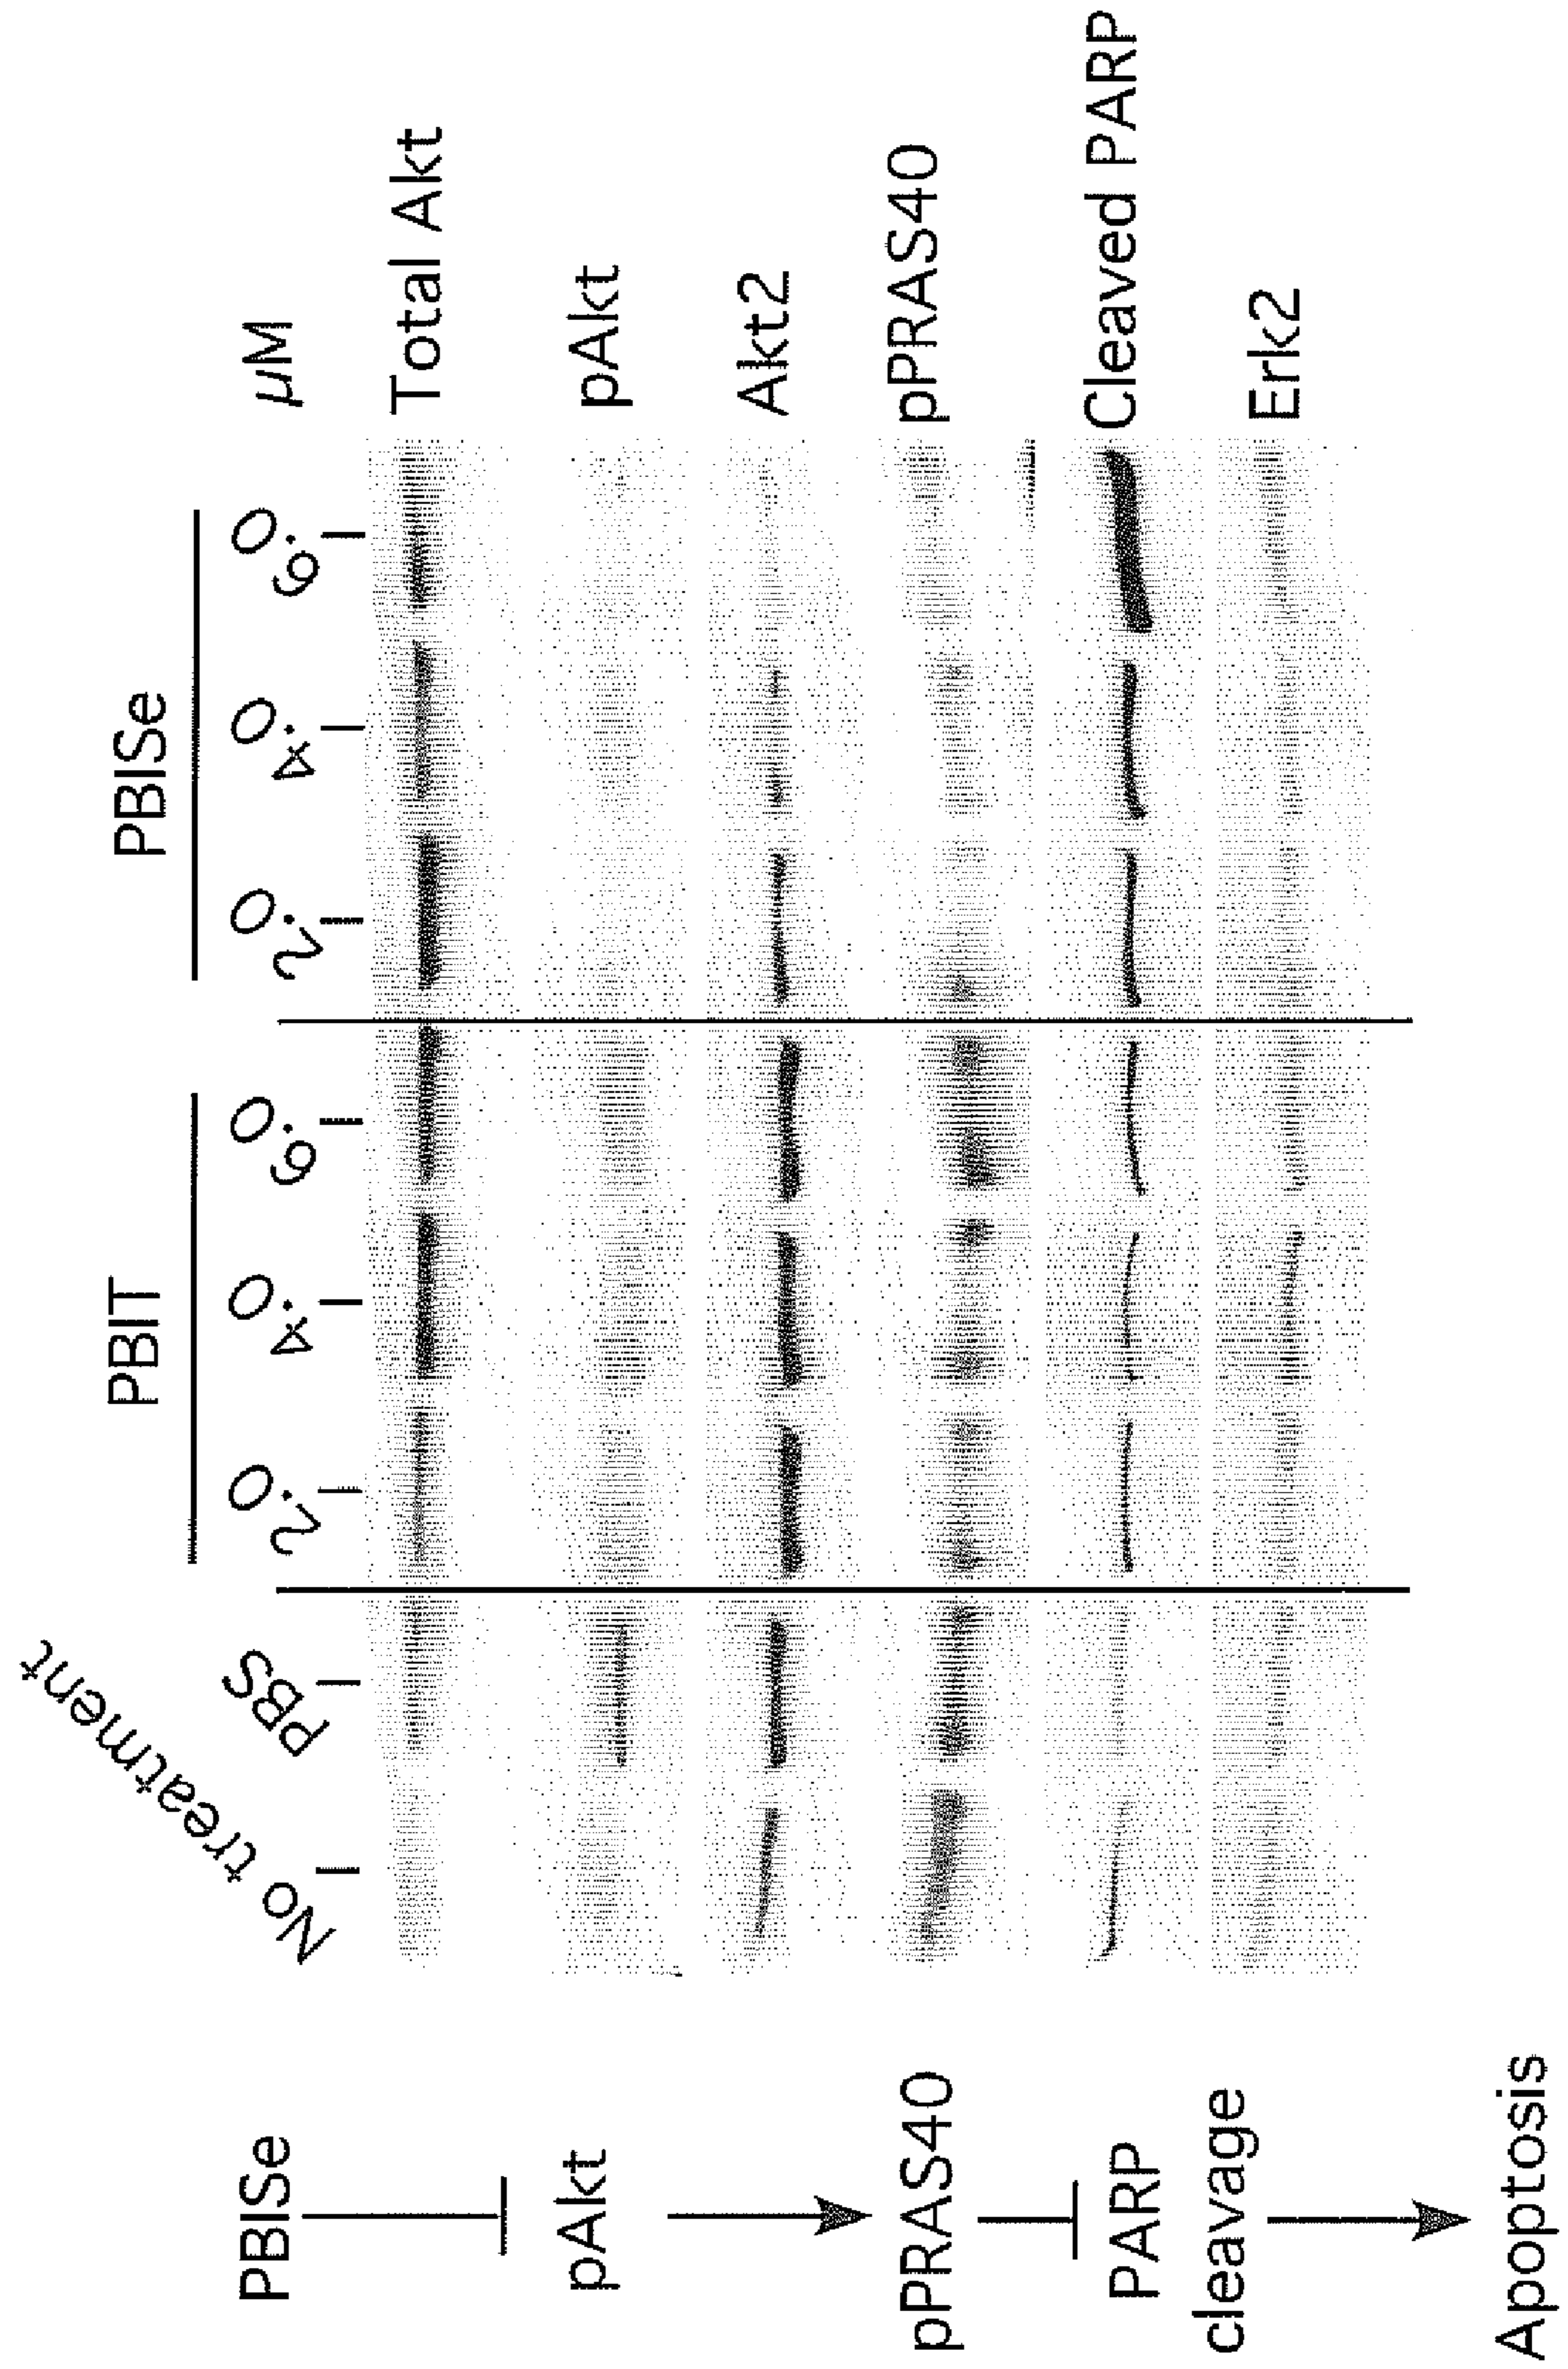 PBISe
pAkt
pPRAS40
PARP
cleavage
Apoptosis
No treatment
PBS
PBIT
2.0
4.0
6.0
PBISe
2.0
4.0
6.0
µM
Total Akt
pAkt
Akt2
pPRAS40
Cleaved PARP
Erk2